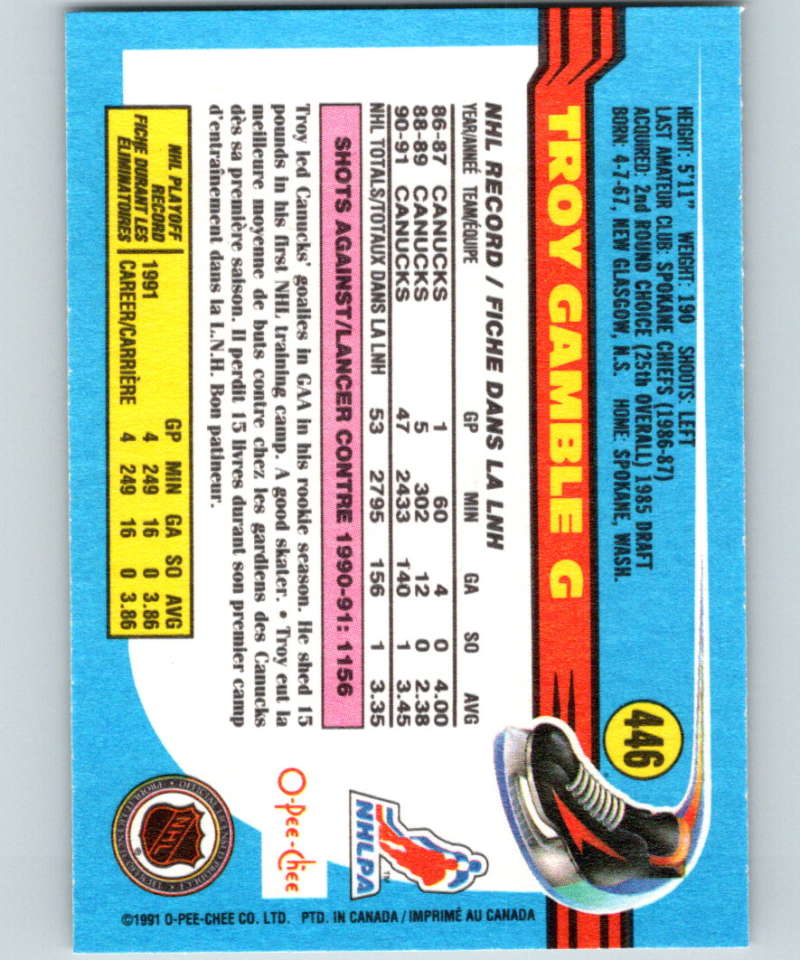 446
HEIGHT: 5'11" WEIGHT: 190 SHOOTS: LEFT
LAST AMATEUR CLUB: SPOKANE CHIEFS (1986-87)
ACQUIRED: 2nd ROUND CHOICE (25th OVERALL) 1985 DRAFT
BORN: 4-7-67, NEW GLASGOW, N.S. HOME: SPOKANE, WASH.
TROY GAMBLE G
NHL RECORD / FICHE DANS LA LNH
YEAR/ANNÉE TEAM/ÉQUIPE GP MIN GA SO AVG
86-87 CANUCKS 1 60 4 0 4.00
88-89 CANUCKS 5 302 12 0 2.38
90-91 CANUCKS 47 2433 140 1 3.45
NHL TOTALS/TOTAUX DANS LA LNH 53 2795 156 1 3.35
SHOTS AGAINST/LANCER CONTRE 1990-91: 1156
Troy led Canucks' goalies in GAA in his rookie season. He shed 15
pounds in his first NHL training camp. A good skater. • Troy eut la
meilleure moyenne de buts contre chez les gardiens des Canucks
dès sa première saison. Il perdit 15 livres durant son premier camp
d'entraînement dans la L.N.H. Bon patineur.
NHL PLAYOFF
RECORD
FICHE DURANT LES
ÉLIMINATOIRES
GP MIN GA SO AVG
1991 4 249 16 0 3.86
CAREER/CARRIÈRE 4 249 16 0 3.86
NHLPA
TM
O-Pee-Chee
NHL
©1991 O-PEE-CHEE CO. LTD. PTD. IN CANADA / IMPRIMÉ AU CANADA